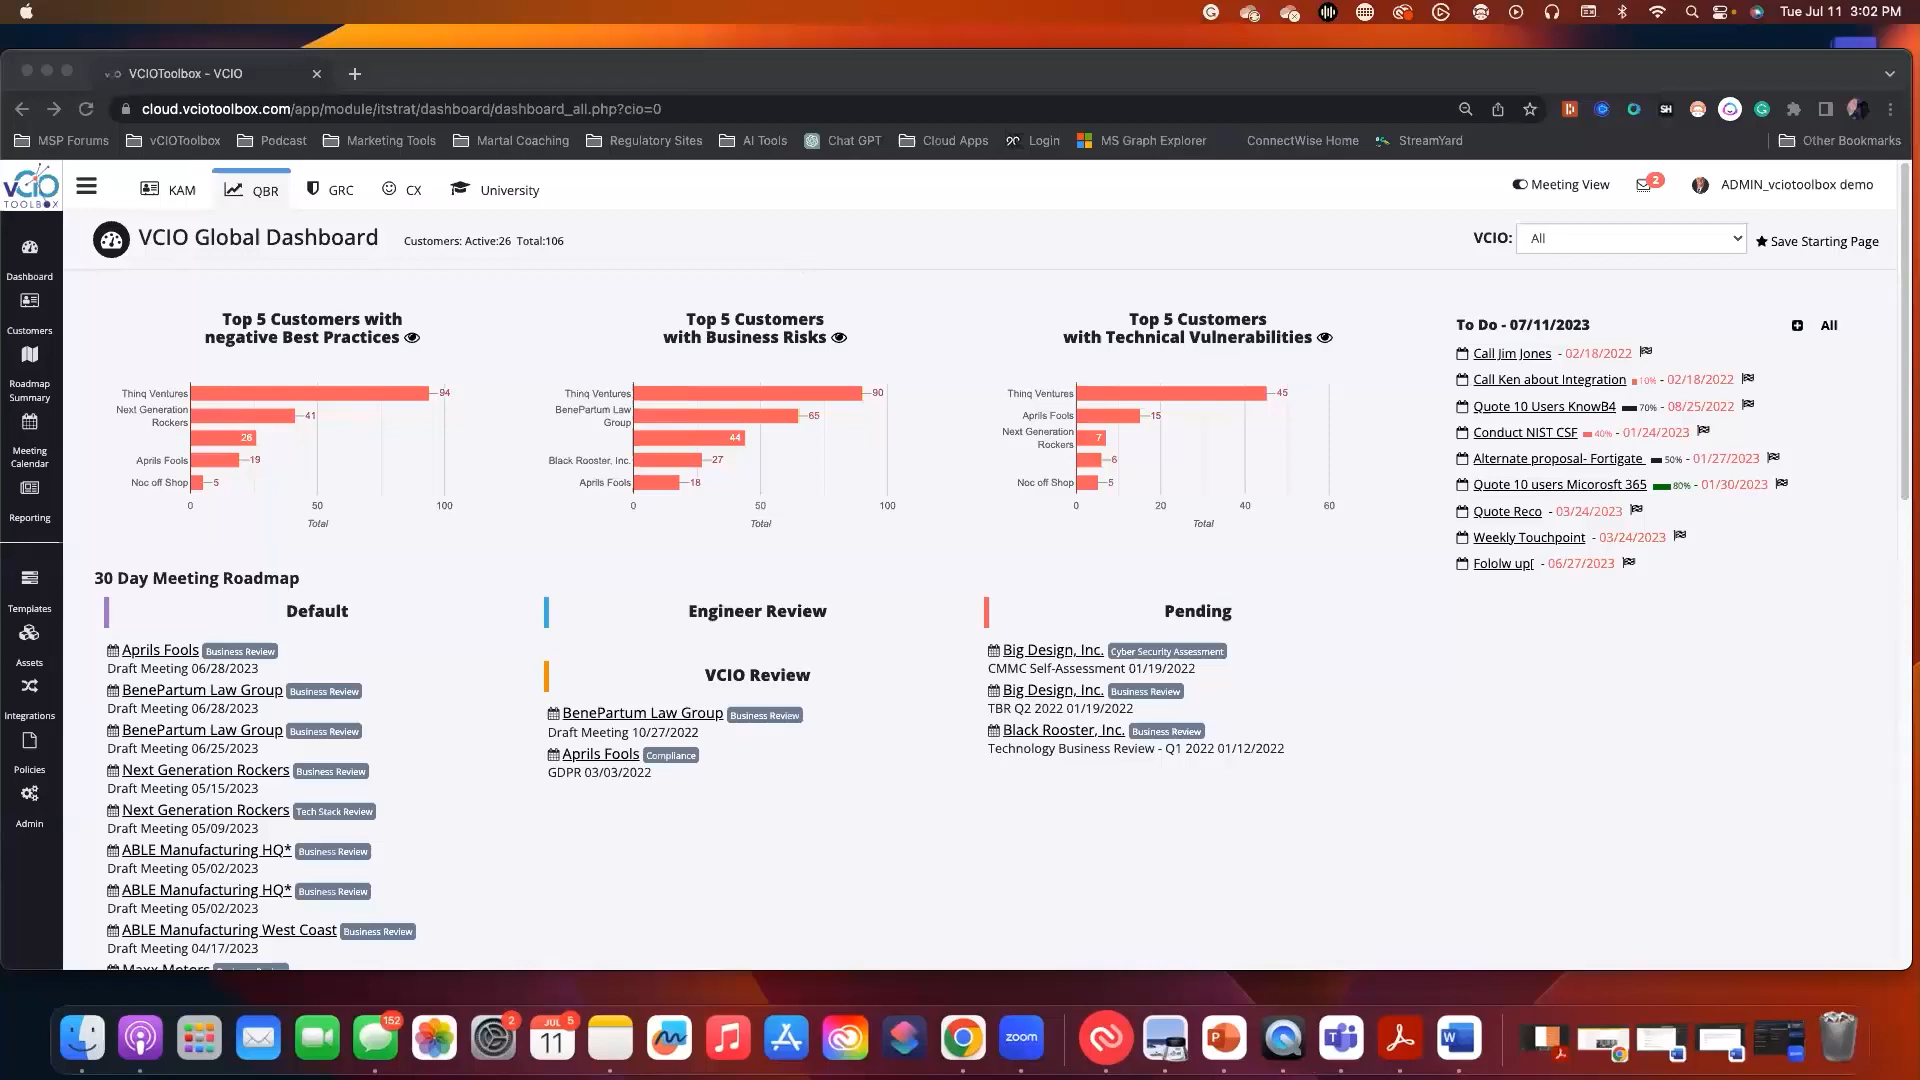 Tue Jul 11 3:02 PM
VCIOToolbox - VCIO
cloud.vciotoolbox.com/app/module/itstrat/dashboard/dashboard_all.php?cio=0
MSP Forums vCIOToolbox Podcast Marketing Tools Martal Coaching Regulatory Sites AI Tools Chat GPT Cloud Apps Login MS Graph Explorer ConnectWise Home StreamYard Other Bookmarks
vCIO
TOOLBOX
KAM QBR GRC CX University
Meeting View 2 ADMIN_vciotoolbox demo
VCIO Global Dashboard Customers: Active:26 Total:106
VCIO: All Save Starting Page
Dashboard
Customers
Roadmap
Summary
Meeting
Calendar
Reporting
Templates
Assets
Integrations
Policies
Admin
Top 5 Customers with
negative Best Practices
Thinq Ventures 94
Next Generation
Rockers 41
26
Aprils Fools 19
Noc off Shop 5
0 50 100
Total
Top 5 Customers
with Business Risks
Thinq Ventures 90
BenePartum Law
Group 65
44
Black Rooster, Inc. 27
Aprils Fools 18
0 50 100
Total
Top 5 Customers
with Technical Vulnerabilities
Thinq Ventures 45
Aprils Fools 15
Next Generation
Rockers 7
6
Noc off Shop 5
0 20 40 60
Total
To Do - 07/11/2023 All
Call Jim Jones - 02/18/2022
Call Ken about Integration 10% - 02/18/2022
Quote 10 Users KnowB4 70% - 08/25/2022
Conduct NIST CSF 40% - 01/24/2023
Alternate proposal- Fortigate 50% - 01/27/2023
Quote 10 users Micorosft 365 80% - 01/30/2023
Quote Reco - 03/24/2023
Weekly Touchpoint - 03/24/2023
Fololw up[ - 06/27/2023
30 Day Meeting Roadmap
Default
Aprils Fools Business Review
Draft Meeting 06/28/2023
BenePartum Law Group Business Review
Draft Meeting 06/28/2023
BenePartum Law Group Business Review
Draft Meeting 06/25/2023
Next Generation Rockers Business Review
Draft Meeting 05/15/2023
Next Generation Rockers Tech Stack Review
Draft Meeting 05/09/2023
ABLE Manufacturing HQ* Business Review
Draft Meeting 05/02/2023
ABLE Manufacturing HQ* Business Review
Draft Meeting 05/02/2023
ABLE Manufacturing West Coast Business Review
Draft Meeting 04/17/2023
Maxx Motors
Engineer Review
VCIO Review
BenePartum Law Group Business Review
Draft Meeting 10/27/2022
Aprils Fools Compliance
GDPR 03/03/2022
Pending
Big Design, Inc. Cyber Security Assessment
CMMC Self-Assessment 01/19/2022
Big Design, Inc. Business Review
TBR Q2 2022 01/19/2022
Black Rooster, Inc. Business Review
Technology Business Review - Q1 2022 01/12/2022
152
2
JUL 5
11
zoom